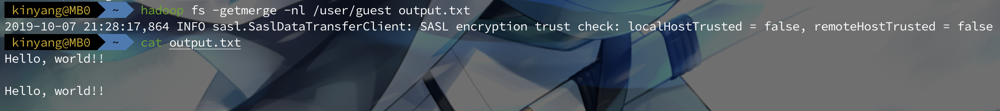 kinyang@MB0 ~ hadoop fs -getmerge -nl /user/guest output.txt
2019-10-07 21:28:17,864 INFO sasl.SaslDataTransferClient: SASL encryption trust check: localHostTrusted = false, remoteHostTrusted = false
kinyang@MB0 ~ cat output.txt
Hello, world!!
Hello, world!!